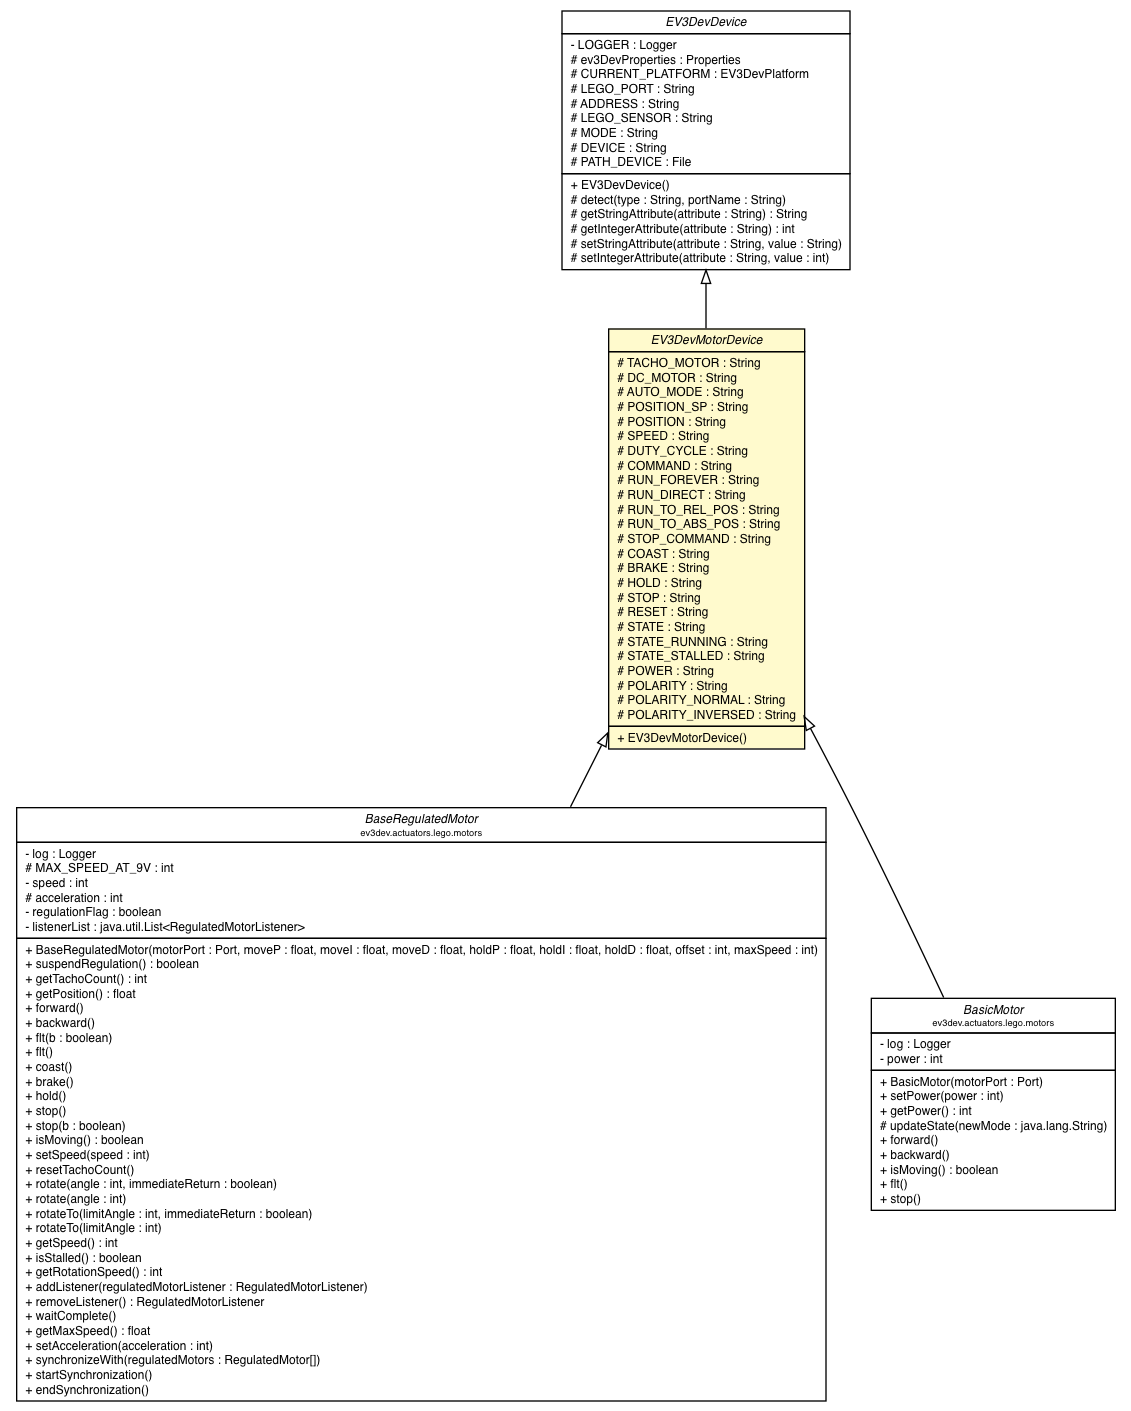 EV3DevDevice
- LOGGER : Logger
# ev3DevProperties : Properties
# CURRENT_PLATFORM : EV3DevPlatform
# LEGO_PORT : String
# ADDRESS : String
# LEGO_SENSOR : String
# MODE : String
# DEVICE : String
# PATH_DEVICE : File
+ EV3DevDevice()
# detect(type : String, portName : String)
# getStringAttribute(attribute : String) : String
# getIntegerAttribute(attribute : String) : int
# setStringAttribute(attribute : String, value : String)
# setIntegerAttribute(attribute : String, value : int)
EV3DevMotorDevice
# TACHO_MOTOR : String
# DC_MOTOR : String
# AUTO_MODE : String
# POSITION_SP : String
# POSITION : String
# SPEED : String
# DUTY_CYCLE : String
# COMMAND : String
# RUN_FOREVER : String
# RUN_DIRECT : String
# RUN_TO_REL_POS : String
# RUN_TO_ABS_POS : String
# STOP_COMMAND : String
# COAST : String
# BRAKE : String
# HOLD : String
# STOP : String
# RESET : String
# STATE : String
# STATE_RUNNING : String
# STATE_STALLED : String
# POWER : String
# POLARITY : String
# POLARITY_NORMAL : String
# POLARITY_INVERSED : String
+ EV3DevMotorDevice()
BaseRegulatedMotor
ev3dev.actuators.lego.motors
- log : Logger
# MAX_SPEED_AT_9V : int
- speed : int
# acceleration : int
- regulationFlag : boolean
- listenerList : java.util.List<RegulatedMotorListener>
+ BaseRegulatedMotor(motorPort : Port, moveP : float, moveI : float, moveD : float, holdP : float, holdI : float, holdD : float, offset : int, maxSpeed : int)
+ suspendRegulation() : boolean
+ getTachoCount() : int
+ getPosition() : float
+ forward()
+ backward()
+ flt(b : boolean)
+ flt()
+ coast()
+ brake()
+ hold()
+ stop()
+ stop(b : boolean)
+ isMoving() : boolean
+ setSpeed(speed : int)
+ resetTachoCount()
+ rotate(angle : int, immediateReturn : boolean)
+ rotate(angle : int)
+ rotateTo(limitAngle : int, immediateReturn : boolean)
+ rotateTo(limitAngle : int)
+ getSpeed() : int
+ isStalled() : boolean
+ getRotationSpeed() : int
+ addListener(regulatedMotorListener : RegulatedMotorListener)
+ removeListener() : RegulatedMotorListener
+ waitComplete()
+ getMaxSpeed() : float
+ setAcceleration(acceleration : int)
+ synchronizeWith(regulatedMotors : RegulatedMotor[])
+ startSynchronization()
+ endSynchronization()
BasicMotor
ev3dev.actuators.lego.motors
- log : Logger
- power : int
+ BasicMotor(motorPort : Port)
+ setPower(power : int)
+ getPower() : int
# updateState(newMode : java.lang.String)
+ forward()
+ backward()
+ isMoving() : boolean
+ flt()
+ stop()